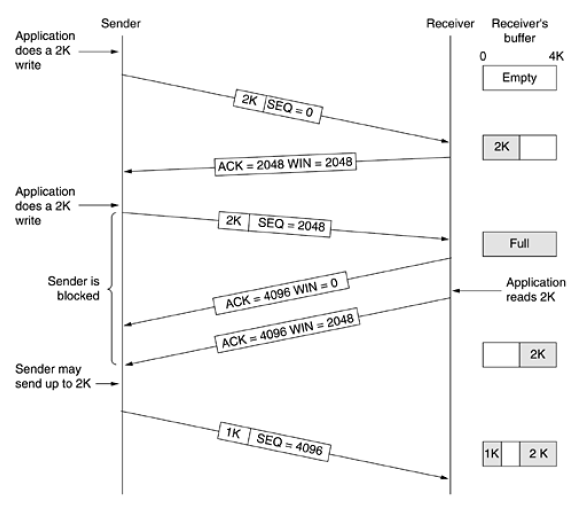 Sender
Receiver
Receiver's
buffer
Application
does a 2K
write
0 4K
Empty
2K SEQ = 0
2K
ACK = 2048 WIN = 2048
Application
does a 2K
write
2K SEQ = 2048
Full
Sender is
blocked
Application
reads 2K
ACK = 4096 WIN = 0
ACK = 4096 WIN = 2048
2K
Sender may
send up to 2K
1K SEQ = 4096
1K 2 K